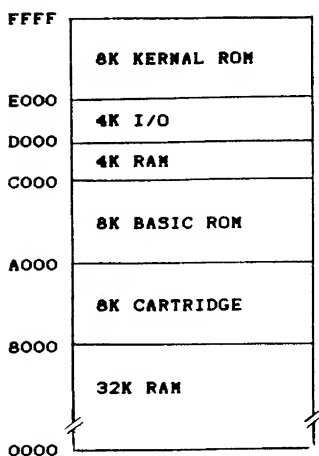 FFFF
8K KERNAL ROM
E000
4K I/O
D000
4K RAM
C000
8K BASIC ROM
A000
8K CARTRIDGE
8000
32K RAM
0000